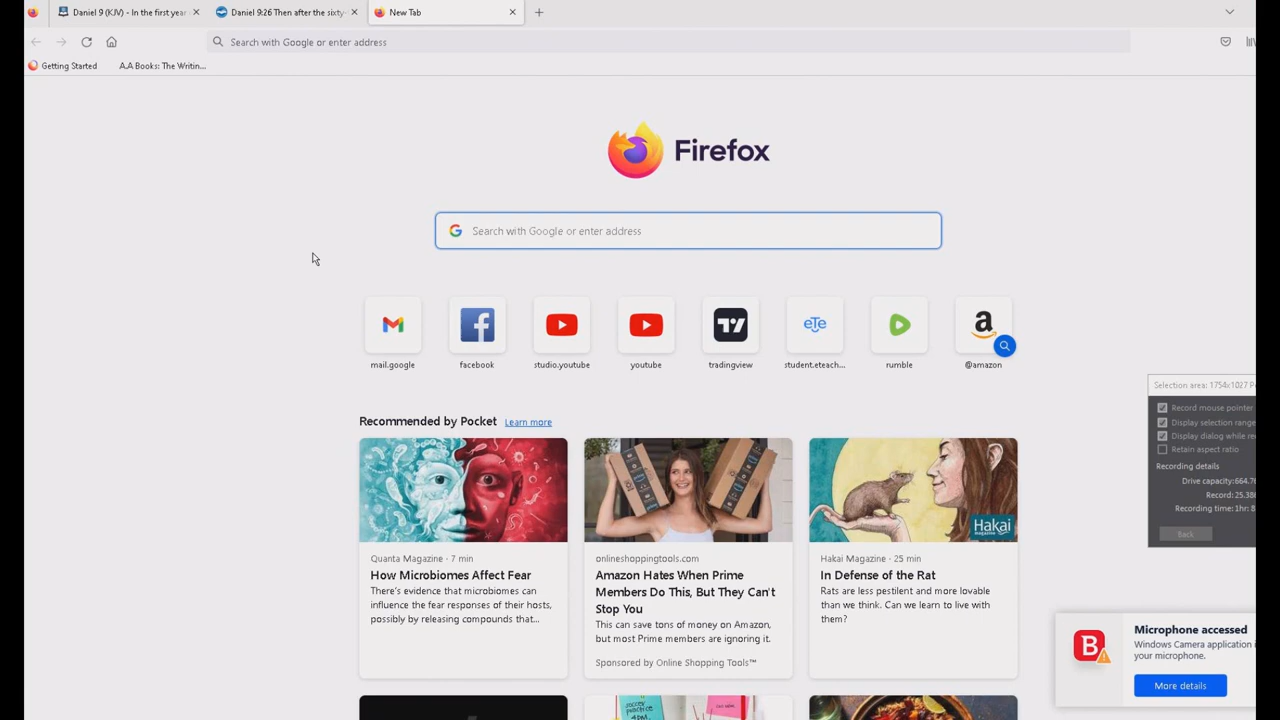 Daniel 9 (KJV) - In the first year
Daniel 9:26 Then after the sixty-
New Tab
Search with Google or enter address
Getting Started
A.A Books: The Writin...
Firefox
Search with Google or enter address
mail.google
facebook
studio.youtube
youtube
tradingview
student.eteach...
rumble
@amazon
Recommended by Pocket Learn more
Quanta Magazine · 7 min
How Microbiomes Affect Fear
There's evidence that microbiomes can
influence the fear responses of their hosts,
possibly by releasing compounds that...
onlineshoppingtools.com
Amazon Hates When Prime
Members Do This, But They Can't
Stop You
This can save tons of money on Amazon,
but most Prime members are ignoring it.
Sponsored by Online Shopping Tools™
Hakai magazine
Hakai Magazine · 25 min
In Defense of the Rat
Rats are less pestilent and more lovable
than we think. Can we learn to live with
them?
Selection area: 1754x1027
Record mouse pointer
Display selection range
Display dialog while re
Retain aspect ratio
Recording details
Drive capacity:664.7
Record:25.38
Recording time: 1hr: 8
Back
Microphone accessed
Windows Camera application i
your microphone.
More details